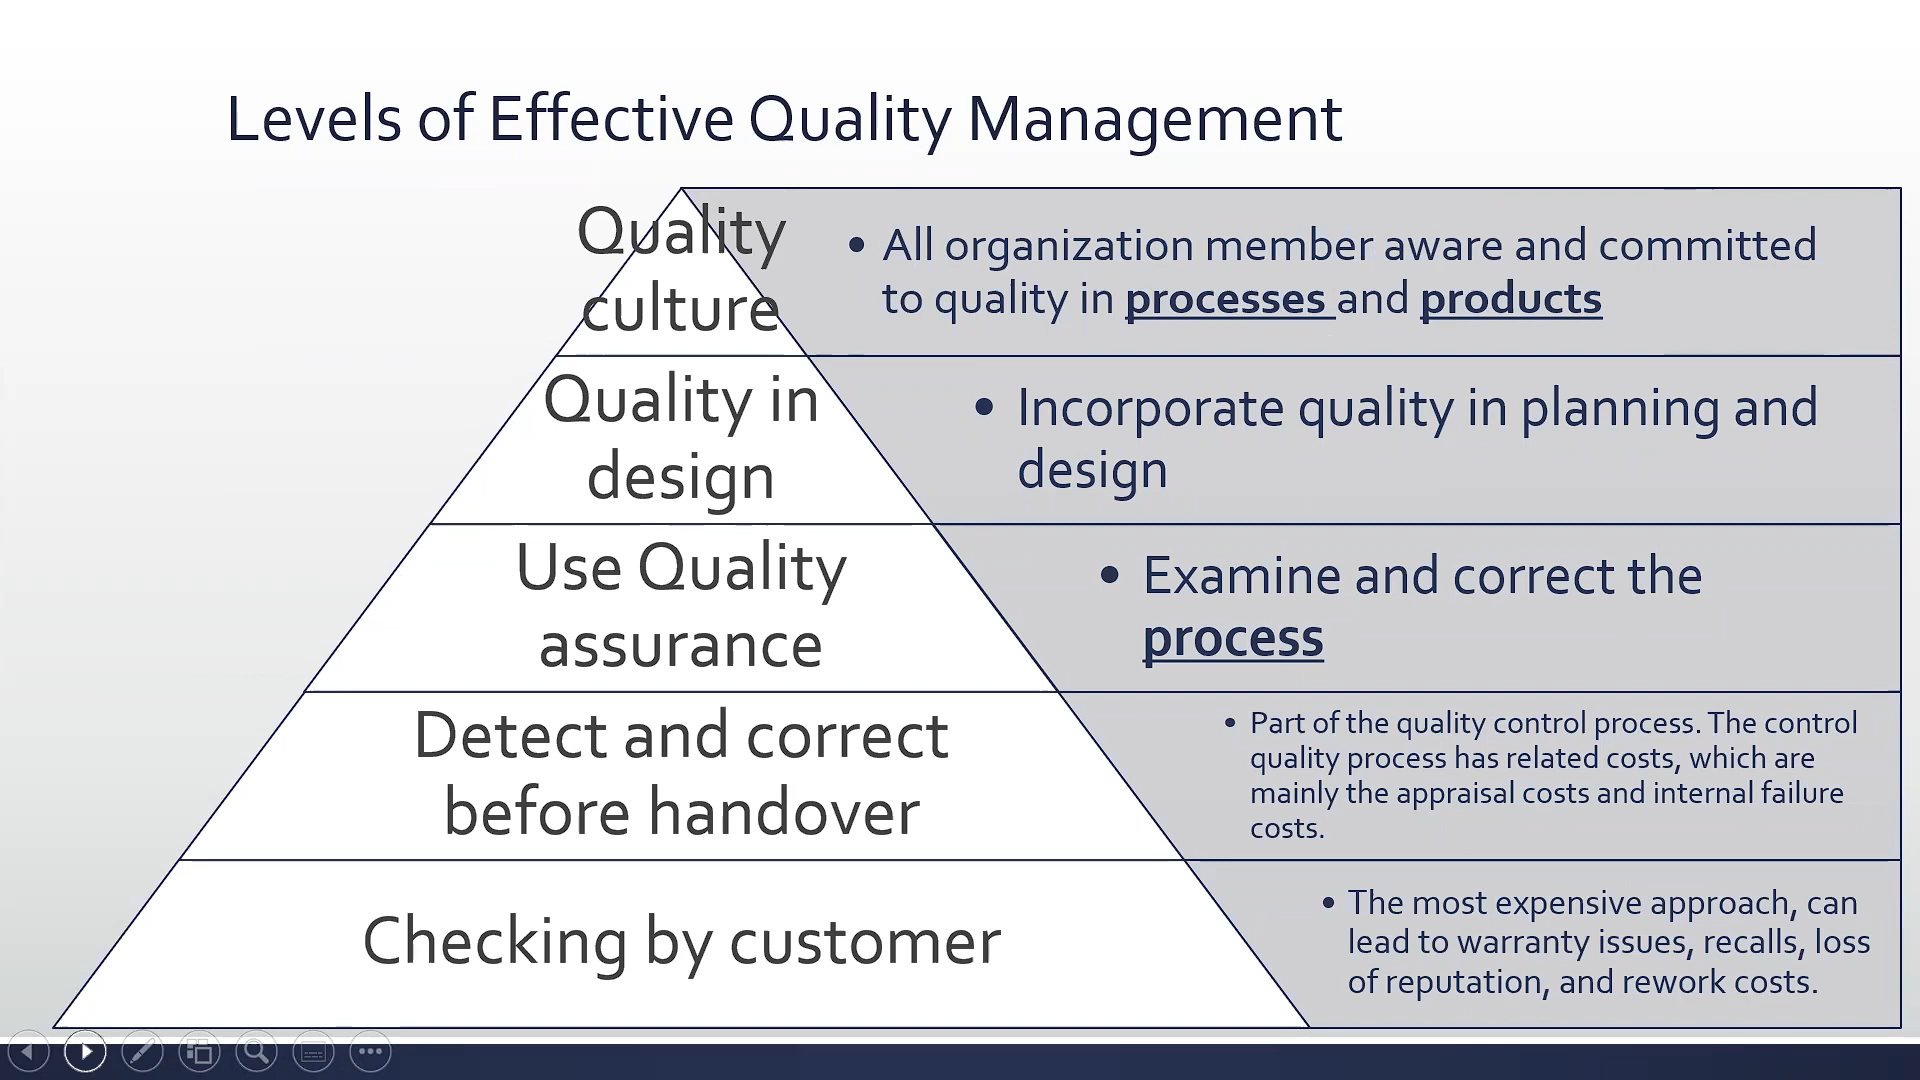 Levels of Effective Quality Management
Quality
culture
• All organization member aware and committed
to quality in processes and products
Quality in
design
• Incorporate quality in planning and
design
Use Quality
assurance
• Examine and correct the
process
Detect and correct
before handover
• Part of the quality control process. The control
quality process has related costs, which are
mainly the appraisal costs and internal failure
costs.
Checking by customer
• The most expensive approach, can
lead to warranty issues, recalls, loss
of reputation, and rework costs.